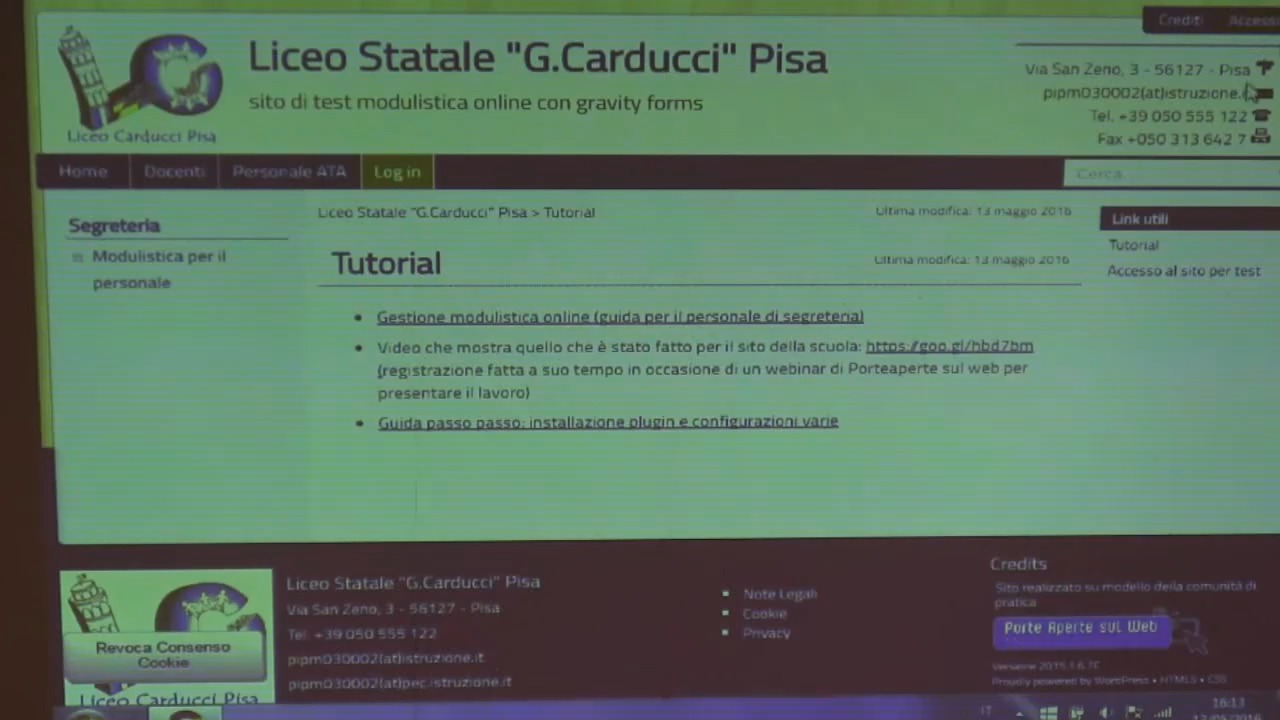 Crediti Accesso
Liceo Statale "G.Carducci" Pisa
sito di test modulistica online con gravity forms
Liceo Carducci Pisa
Via San Zeno, 3 - 56127 - Pisa
pipm030002(at)istruzione.i
Tel. +39 050 555 122
Fax +050 313 642 7
Home Docenti Personale ATA Log in
Cerca...
Segreteria
Modulistica per il
personale
Liceo Statale "G.Carducci" Pisa > Tutorial
Ultima modifica: 13 maggio 2016
Tutorial
Ultima modifica: 13 maggio 2016
Gestione modulistica online (guida per il personale di segreteria)
Video che mostra quello che è stato fatto per il sito della scuola: https://goo.gl/hbd7bm
(registrazione fatta a suo tempo in occasione di un webinar di Porteaperte sul web per
presentare il lavoro)
Guida passo passo: installazione plugin e configurazioni varie
Link utili
Tutorial
Accesso al sito per test
Revoca Consenso
Cookie
Liceo Carducci Pisa
Liceo Statale "G.Carducci" Pisa
Via San Zeno, 3 - 56127 - Pisa
Tel. +39 050 555 122
pipm030002(at)istruzione.it
pipm030002(at)pec.istruzione.it
Note Legali
Cookie
Privacy
Credits
Sito realizzato su modello della comunità di
pratica
Porte Aperte sul Web
Proudly powered by WordPress • HTML5 • CSS
IT
16:13